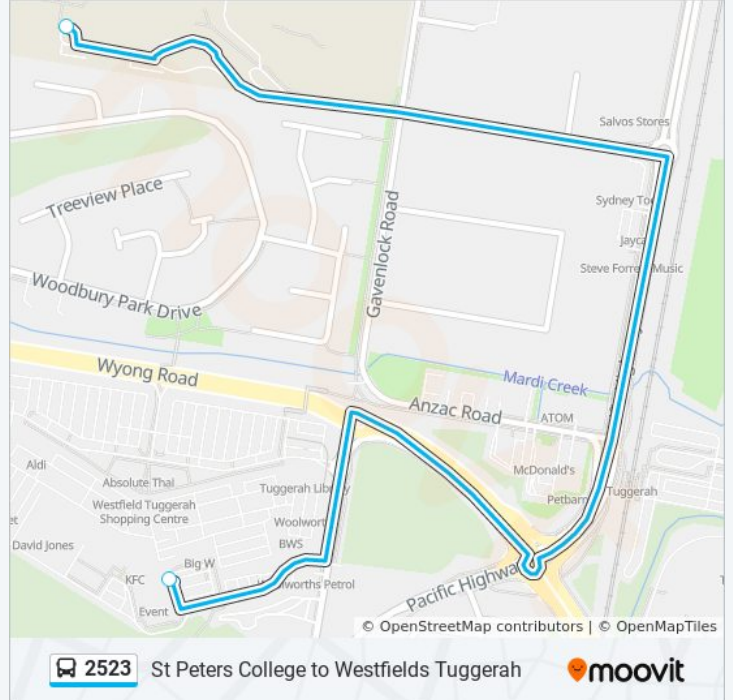 Salvos Stores
Treeview Place
Sydney To
Jayca
Gavenlock Road
Steve Forre Music
Woodbury Park Drive
Wyong Road
Mardi Creek
Anzac Road
ATOM
McDonald's
Aldi
Absolute Thai
Tuggerah Library
Petbarn
Tuggerah
Westfield Tuggerah
Shopping Centre
et
Woolwort
David Jones
BWS
Big W
KFC
Woolworths Petrol
Pacific Highway
Event
© OpenStreetMap contributors | © OpenMapTiles
2523 St Peters College to Westfields Tuggerah
moovit